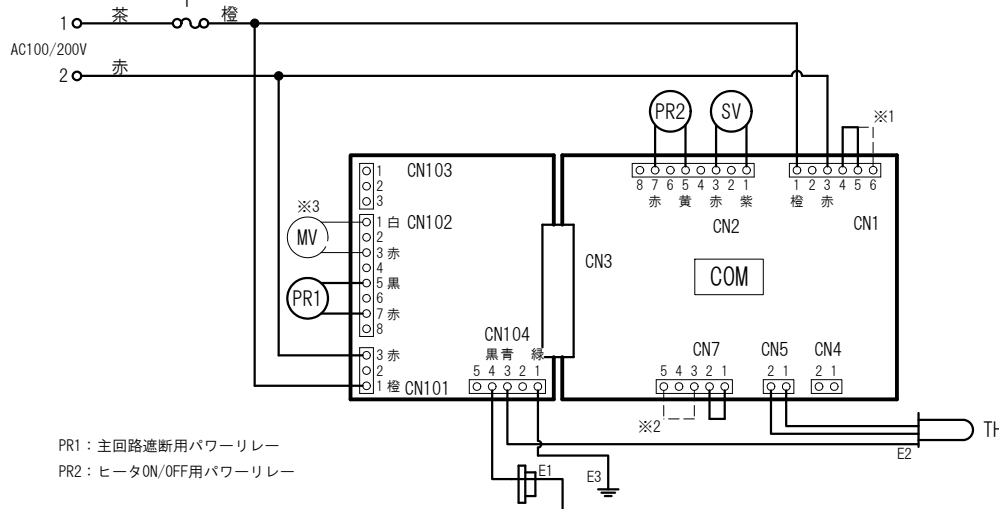 1 茶 橙
AC100/200V
2 赤
PR2 SV ※1
CN103
1
2
3
8 7 6 5 4 3 2 1
1 2 3 4 5 6
赤 黄 赤 紫
橙 赤
※3
MV
1 白 CN102
2
3 赤
4
5 黒
6
7 赤
8
PR1
CN2
CN1
CN3
COM
CN104
黒 青 緑
5 4 3 2 1
3 赤
2
1 橙 CN101
CN7 CN5 CN4
5 4 3 2 1
2 1
2 1
※2
TH
E2
E1
E3
PR1：主回路遮断用パワーリレー
PR2：ヒータON/OFF用パワーリレー